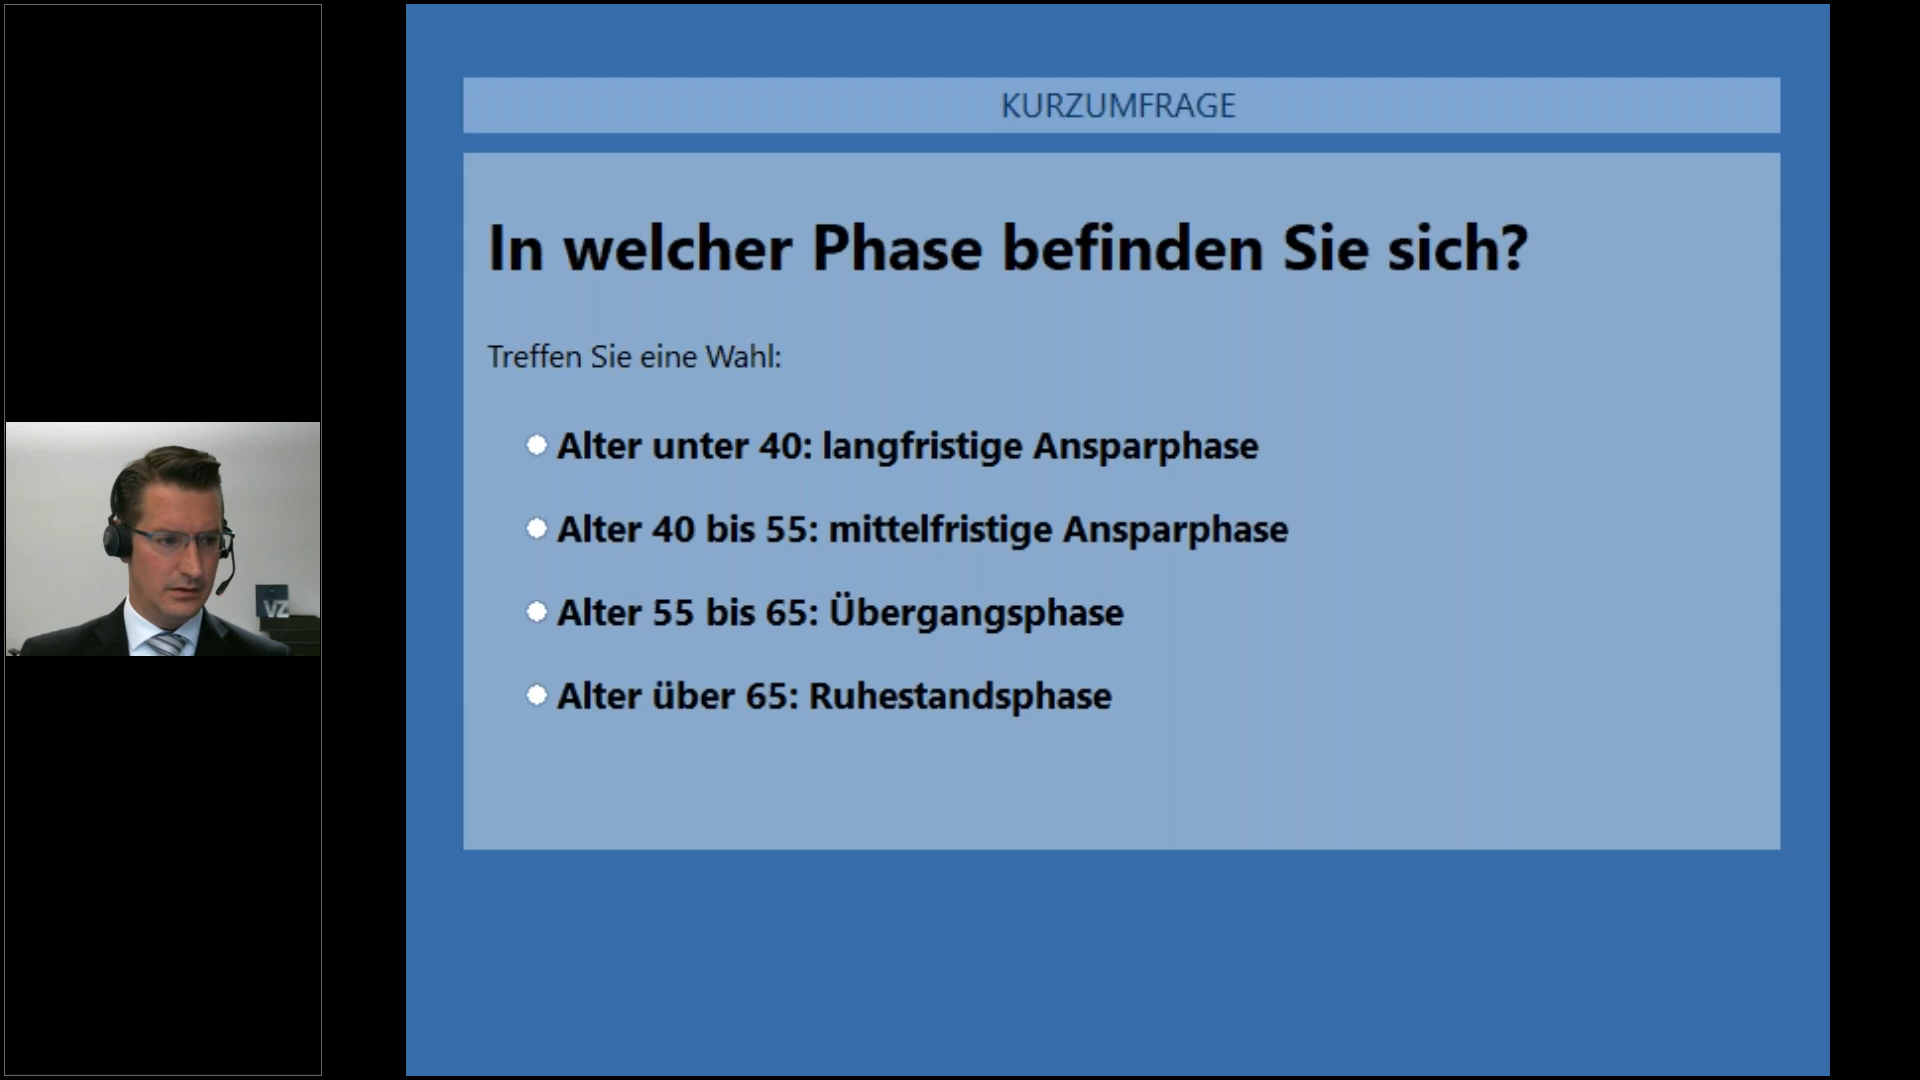 KURZUMFRAGE
In welcher Phase befinden Sie sich?
Treffen Sie eine Wahl:
Alter unter 40: langfristige Ansparphase
Alter 40 bis 55: mittelfristige Ansparphase
Alter 55 bis 65: Übergangsphase
Alter über 65: Ruhestandsphase
VZ